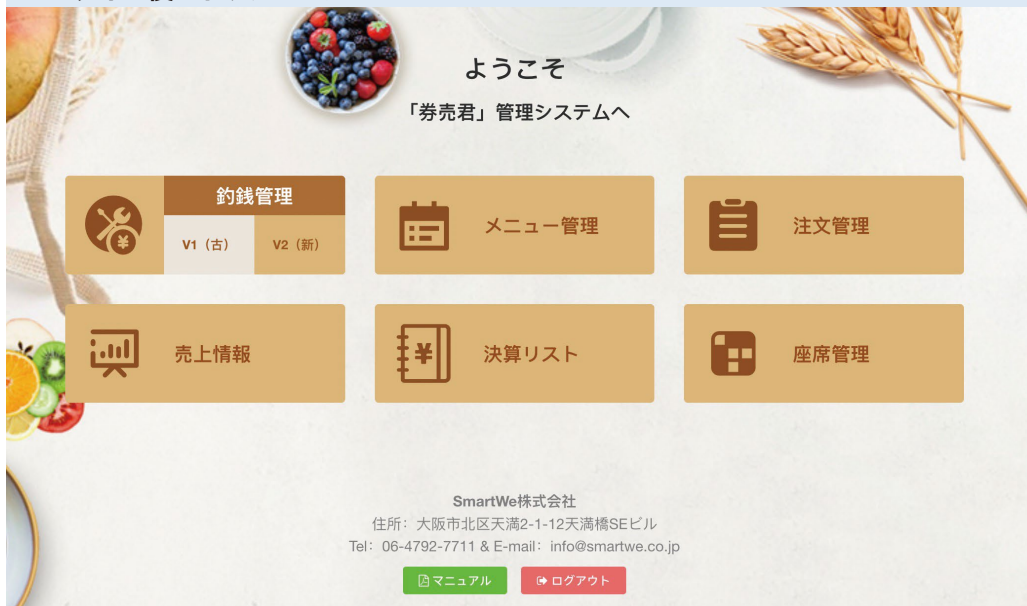 ようこそ
「券売君」管理システムへ
釣銭管理
V1（古） V2（新）
メニュー管理
注文管理
売上情報
決算リスト
座席管理
SmartWe株式会社
住所：大阪市北区天満2-1-12天満橋SEビル
Tel：06-4792-7711 & E-mail：info@smartwe.co.jp
マニュアル ログアウト